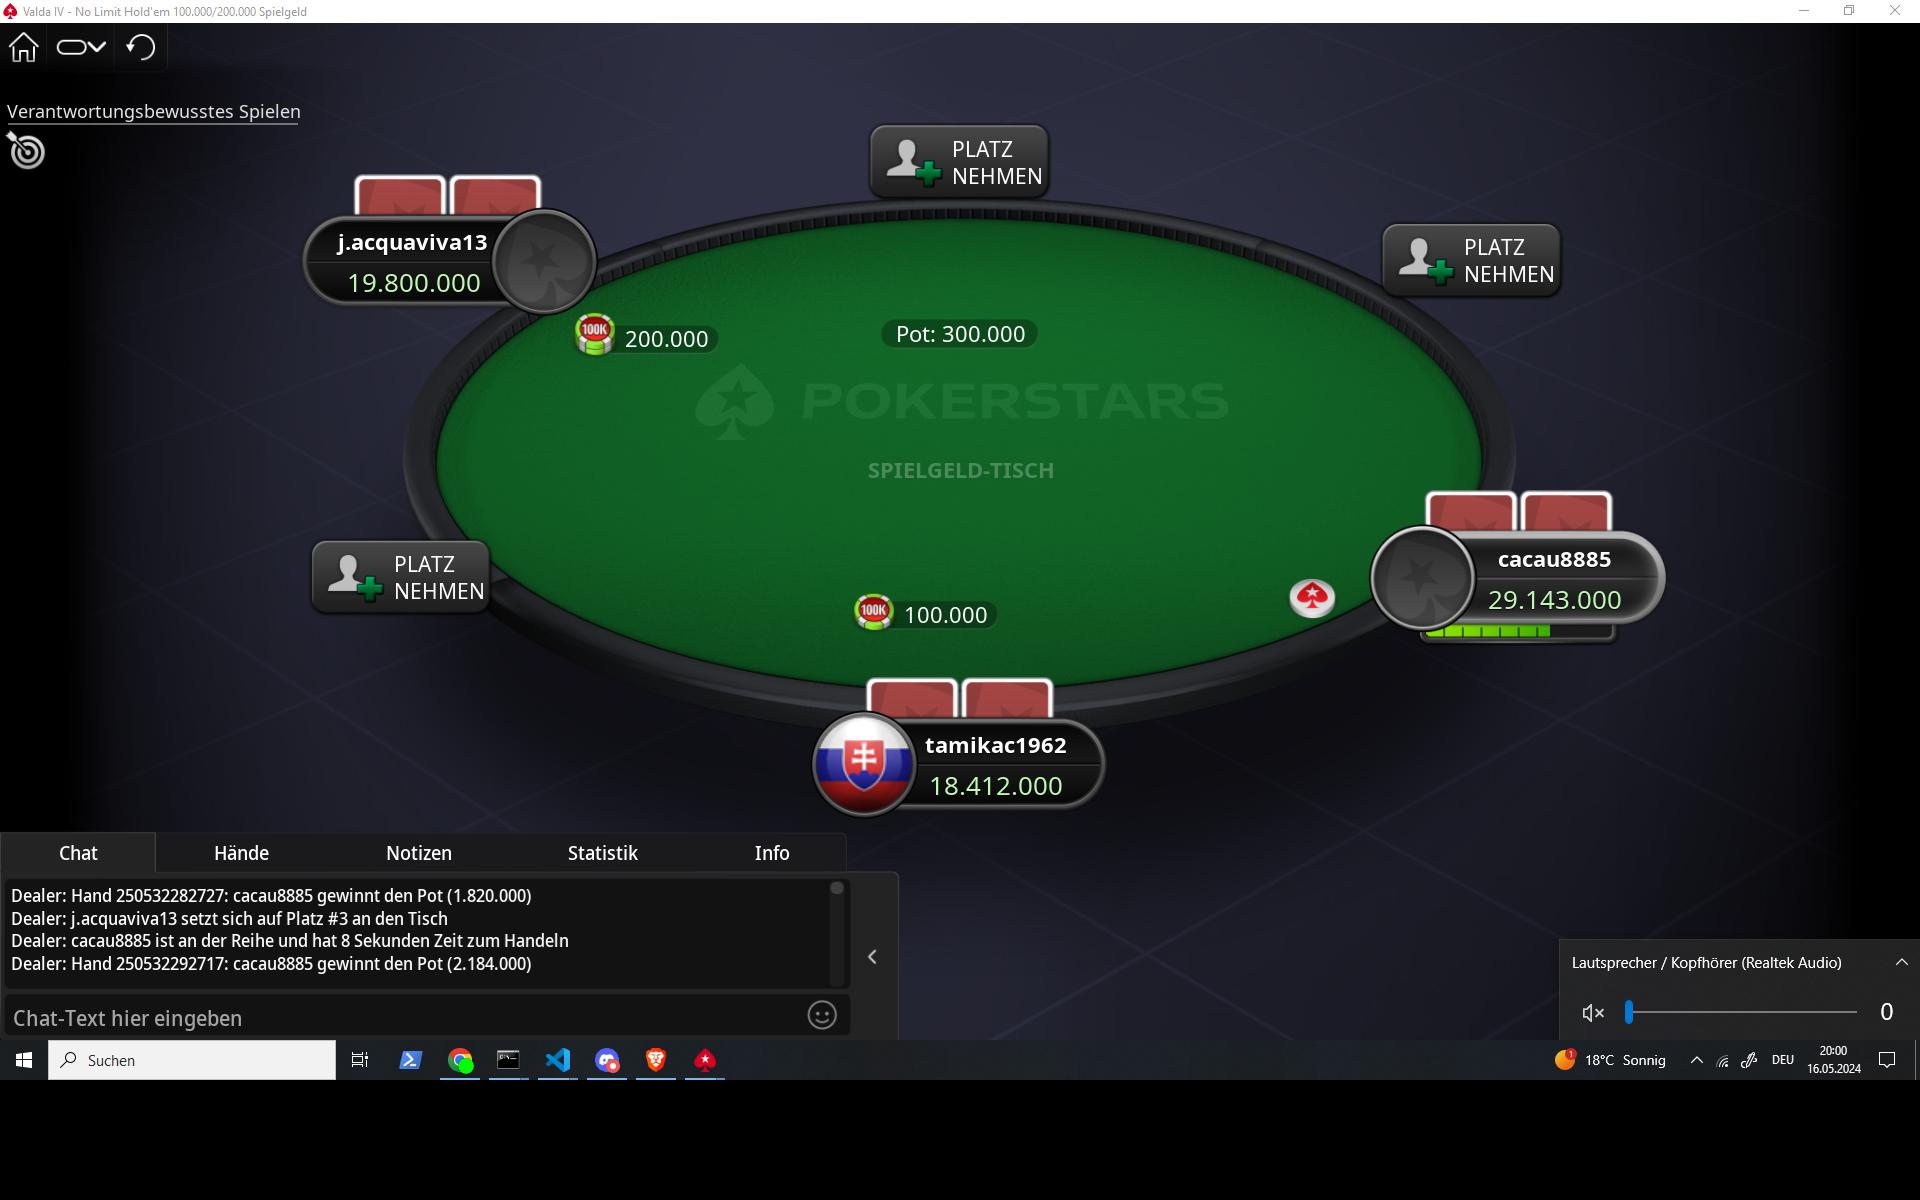 Valda IV - No Limit Hold'em 100.000/200.000 Spielgeld
Verantwortungsbewusstes Spielen
PLATZ
NEHMEN
j.acquaviva13
19.800.000
PLATZ
NEHMEN
100K
200.000
Pot: 300.000
POKERSTARS
SPIELGELD-TISCH
cacau8885
29.143.000
PLATZ
NEHMEN
100K
100.000
tamikac1962
18.412.000
Chat Hände Notizen Statistik Info
Dealer: Hand 250532282727: cacau8885 gewinnt den Pot (1.820.000)
Dealer: j.acquaviva13 setzt sich auf Platz #3 an den Tisch
Dealer: cacau8885 ist an der Reihe und hat 8 Sekunden Zeit zum Handeln
Dealer: Hand 250532292717: cacau8885 gewinnt den Pot (2.184.000)
Chat-Text hier eingeben
Lautsprecher / Kopfhörer (Realtek Audio)
0
Suchen
1
18°C Sonnig
DEU
20:00
16.05.2024